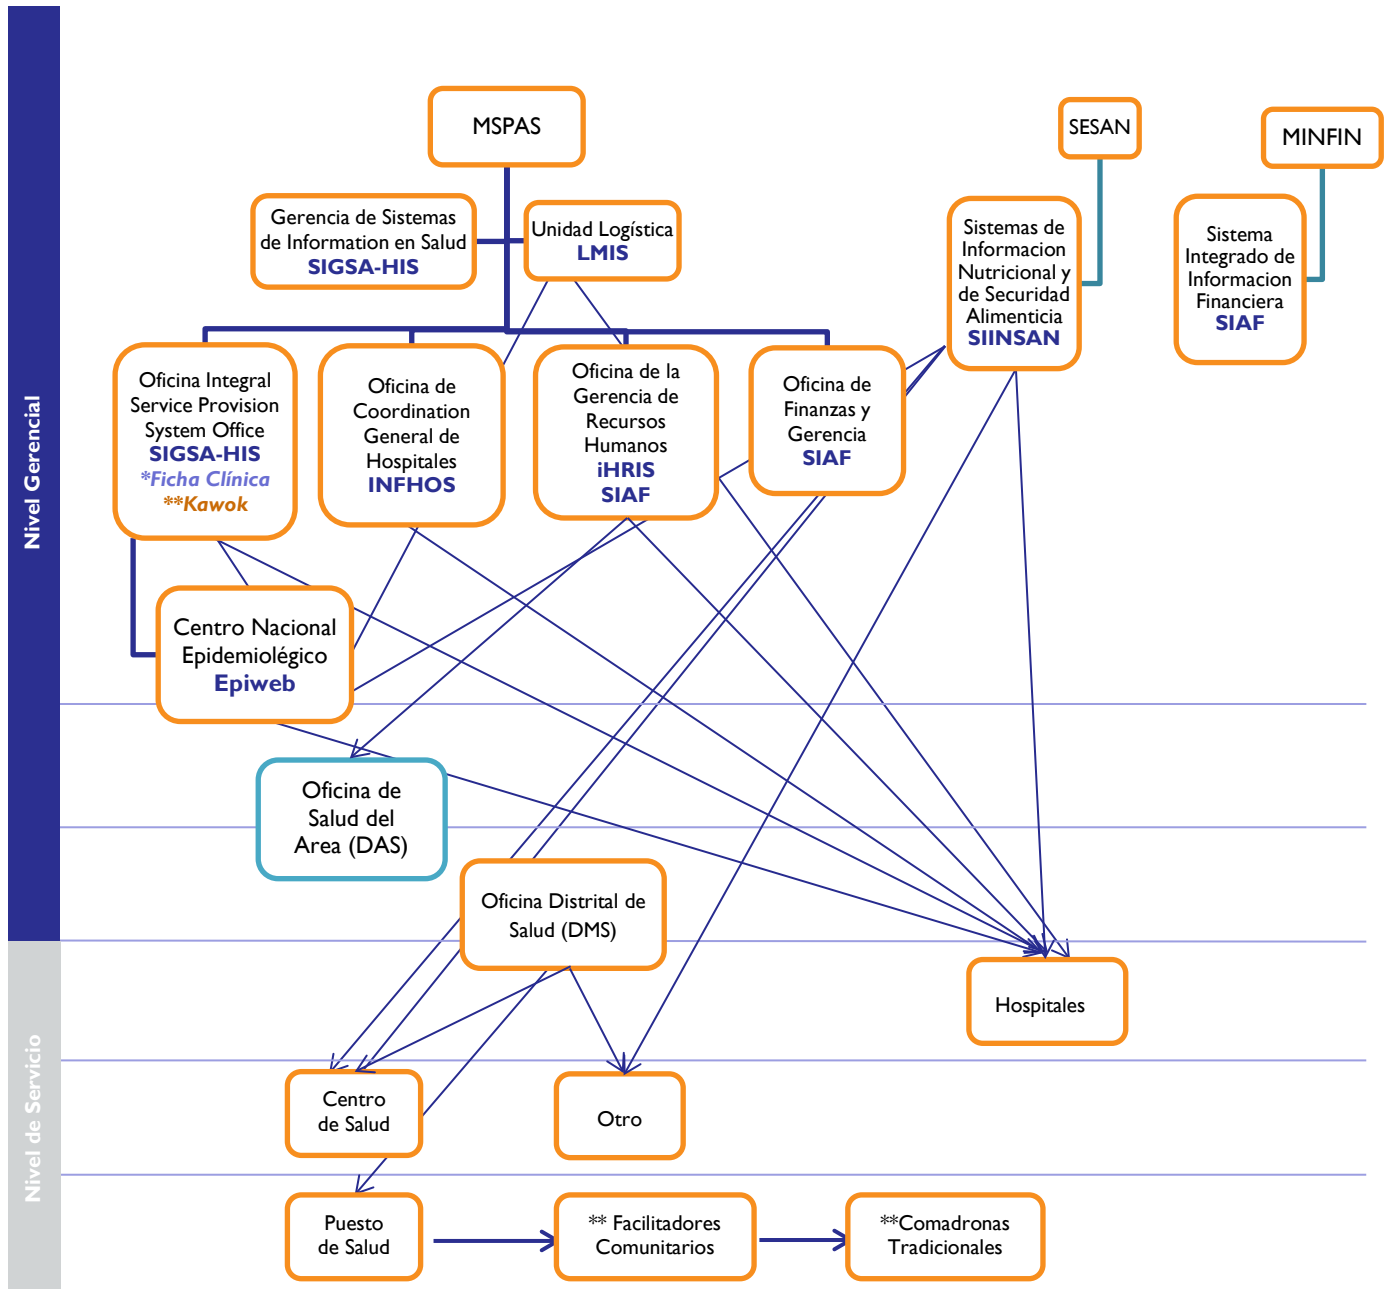 Nivel Gerencial
Nivel de Servicio
MSPAS
SESAN
MINFIN
Gerencia de Sistemas
de Information en Salud
SIGSA-HIS
Unidad Logística
LMIS
Sistemas de
Informacion
Nutricional y
de Securidad
Alimenticia
SIINSAN
Sistema
Integrado de
Informacion
Financiera
SIAF
Oficina Integral
Service Provision
System Office
SIGSA-HIS
*Ficha Clínica
**Kawok
Oficina de
Coordination
General de
Hospitales
INFHOS
Oficina de la
Gerencia de
Recursos
Humanos
iHRIS
SIAF
Oficina de
Finanzas y
Gerencia
SIAF
Centro Nacional
Epidemiolégico
Epiweb
Oficina de
Salud del
Area (DAS)
Oficina Distrital de
Salud (DMS)
Hospitales
Centro
de Salud
Otro
Puesto
de Salud
** Facilitadores
Comunitarios
**Comadronas
Tradicionales